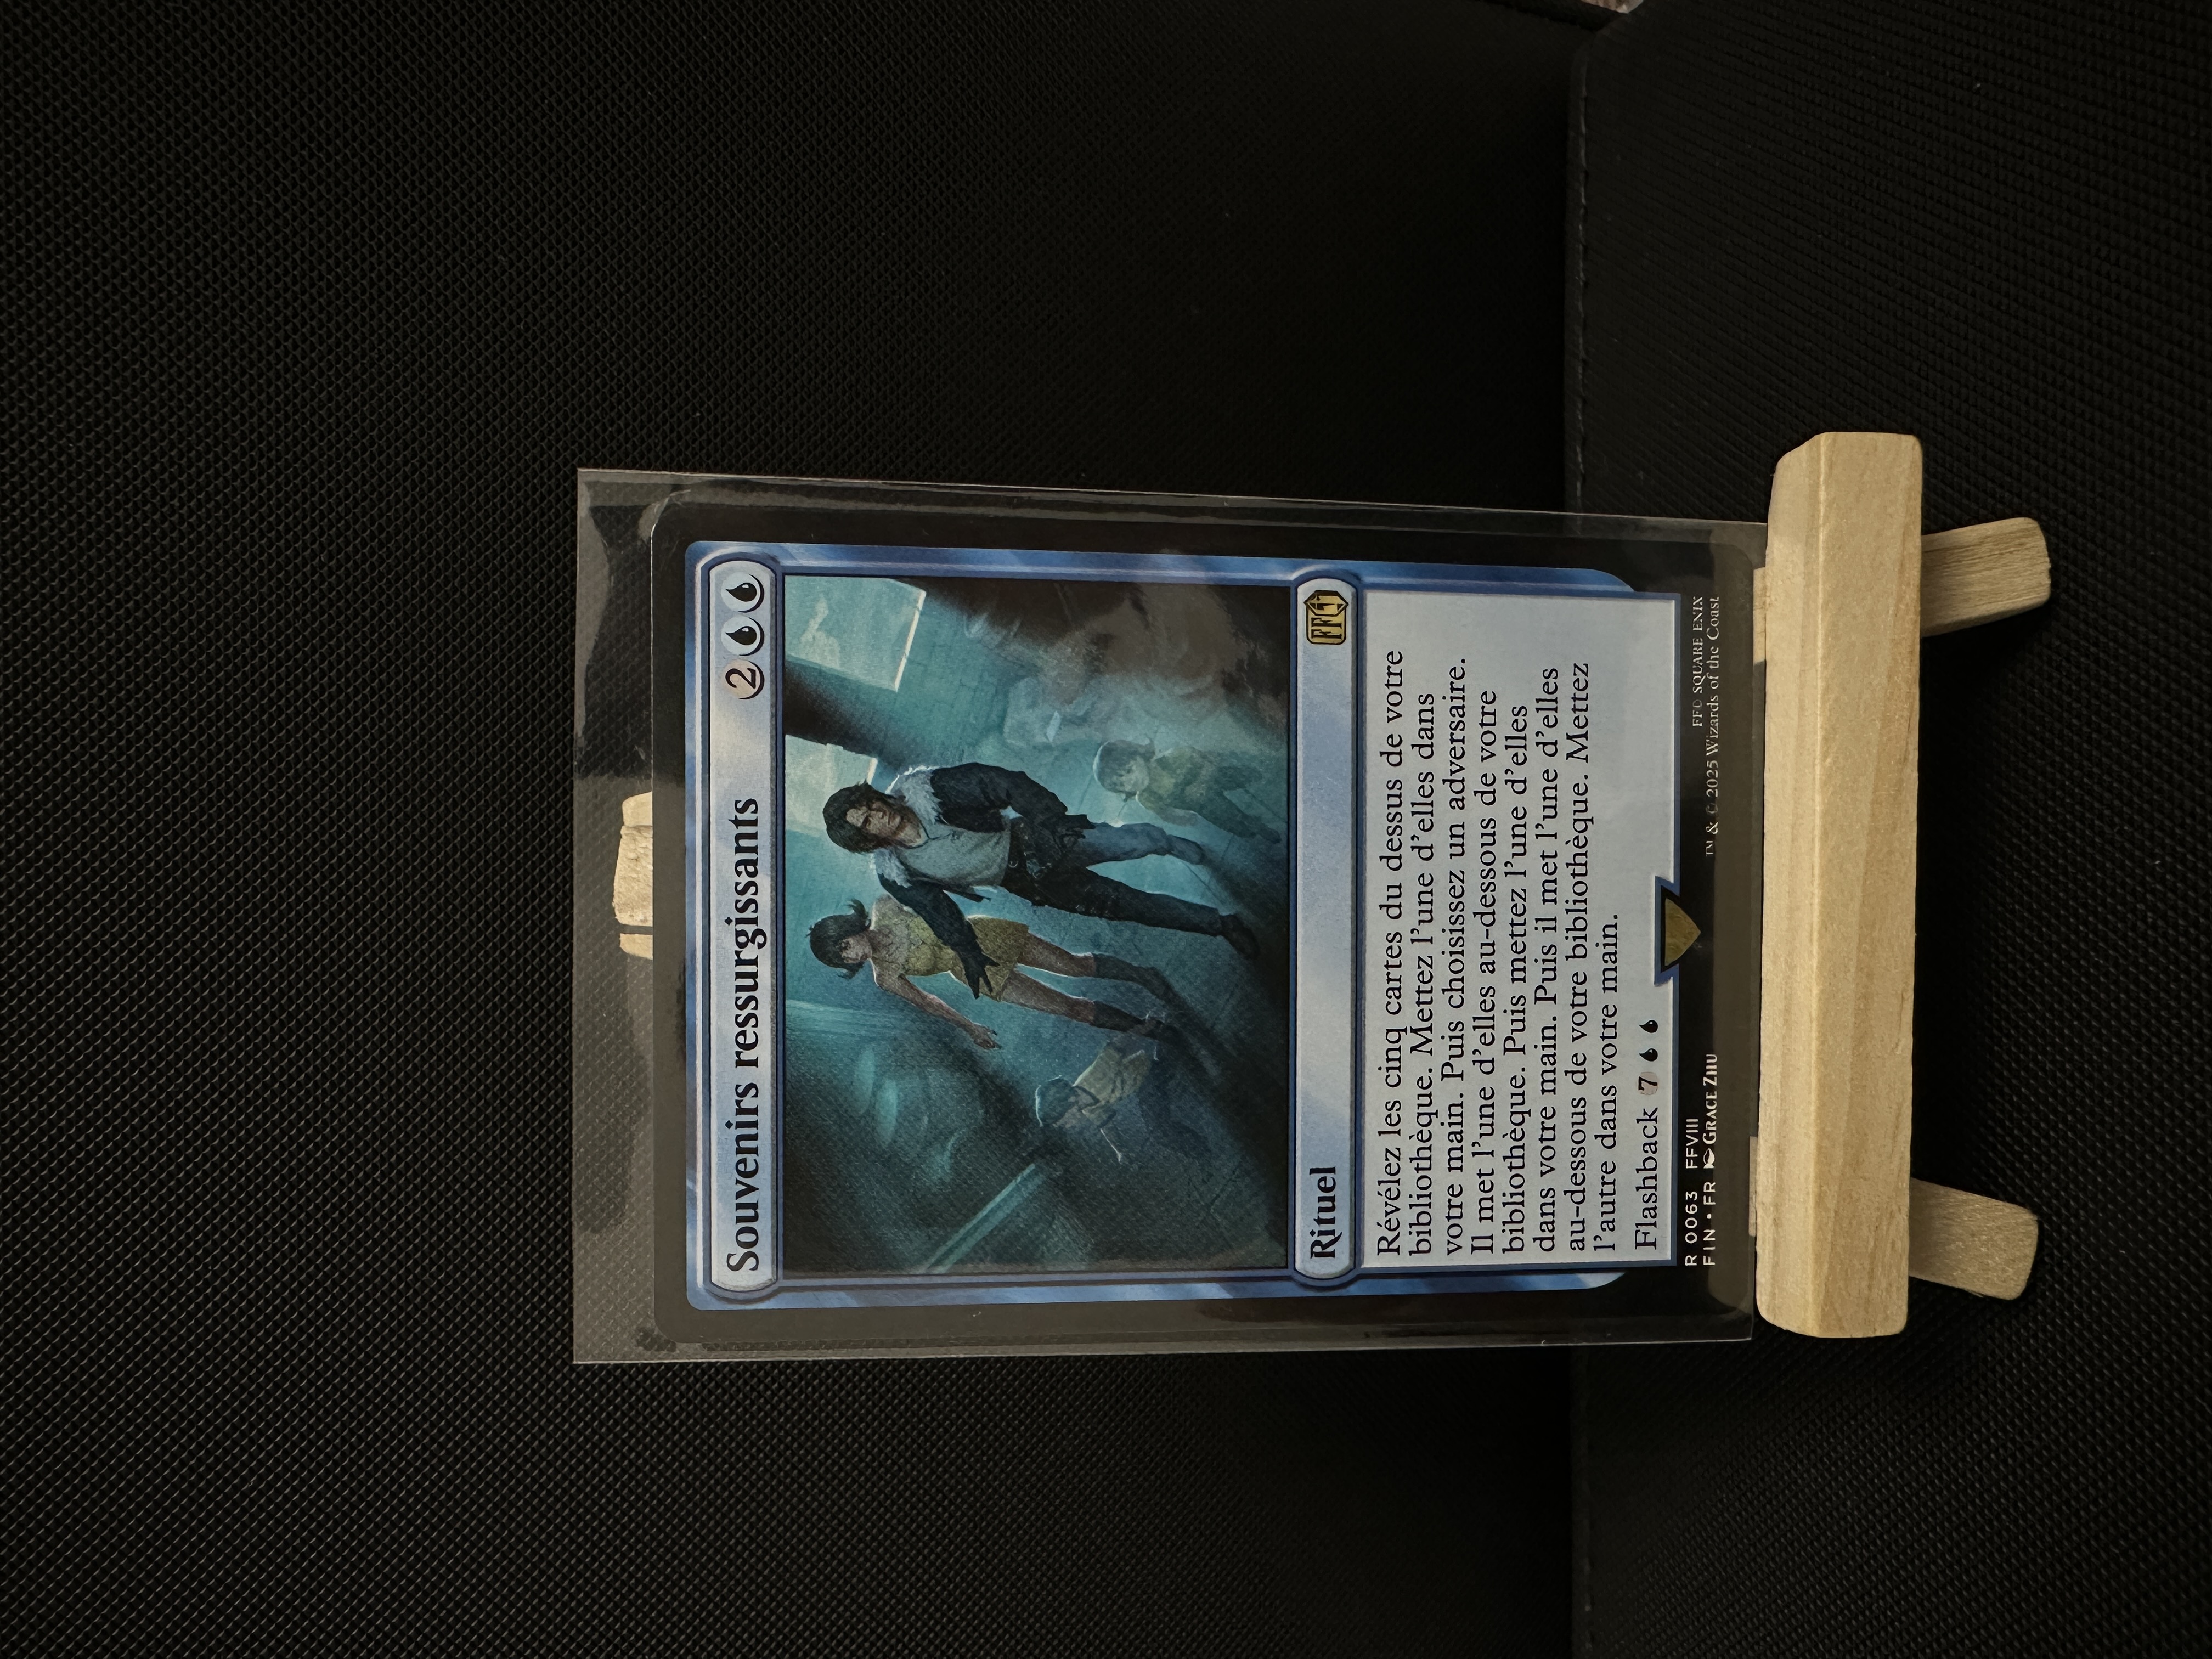 Souvenirs ressurgissants 2
Rituel
FF
Révélez les cinq cartes du dessus de votre
bibliothèque. Mettez l'une d'elles dans
votre main. Puis choisissez un adversaire.
Il met l'une d'elles au-dessous de votre
bibliothèque. Puis mettez l'une d'elles
dans votre main. Puis il met l'une d'elles
au-dessous de votre bibliothèque. Mettez
l'autre dans votre main.
Flashback 7
R 0063 FFVIII
FIN • FR GRACE ZHU
FF© SQUARE ENIX
™ & © 2025 Wizards of the Coast